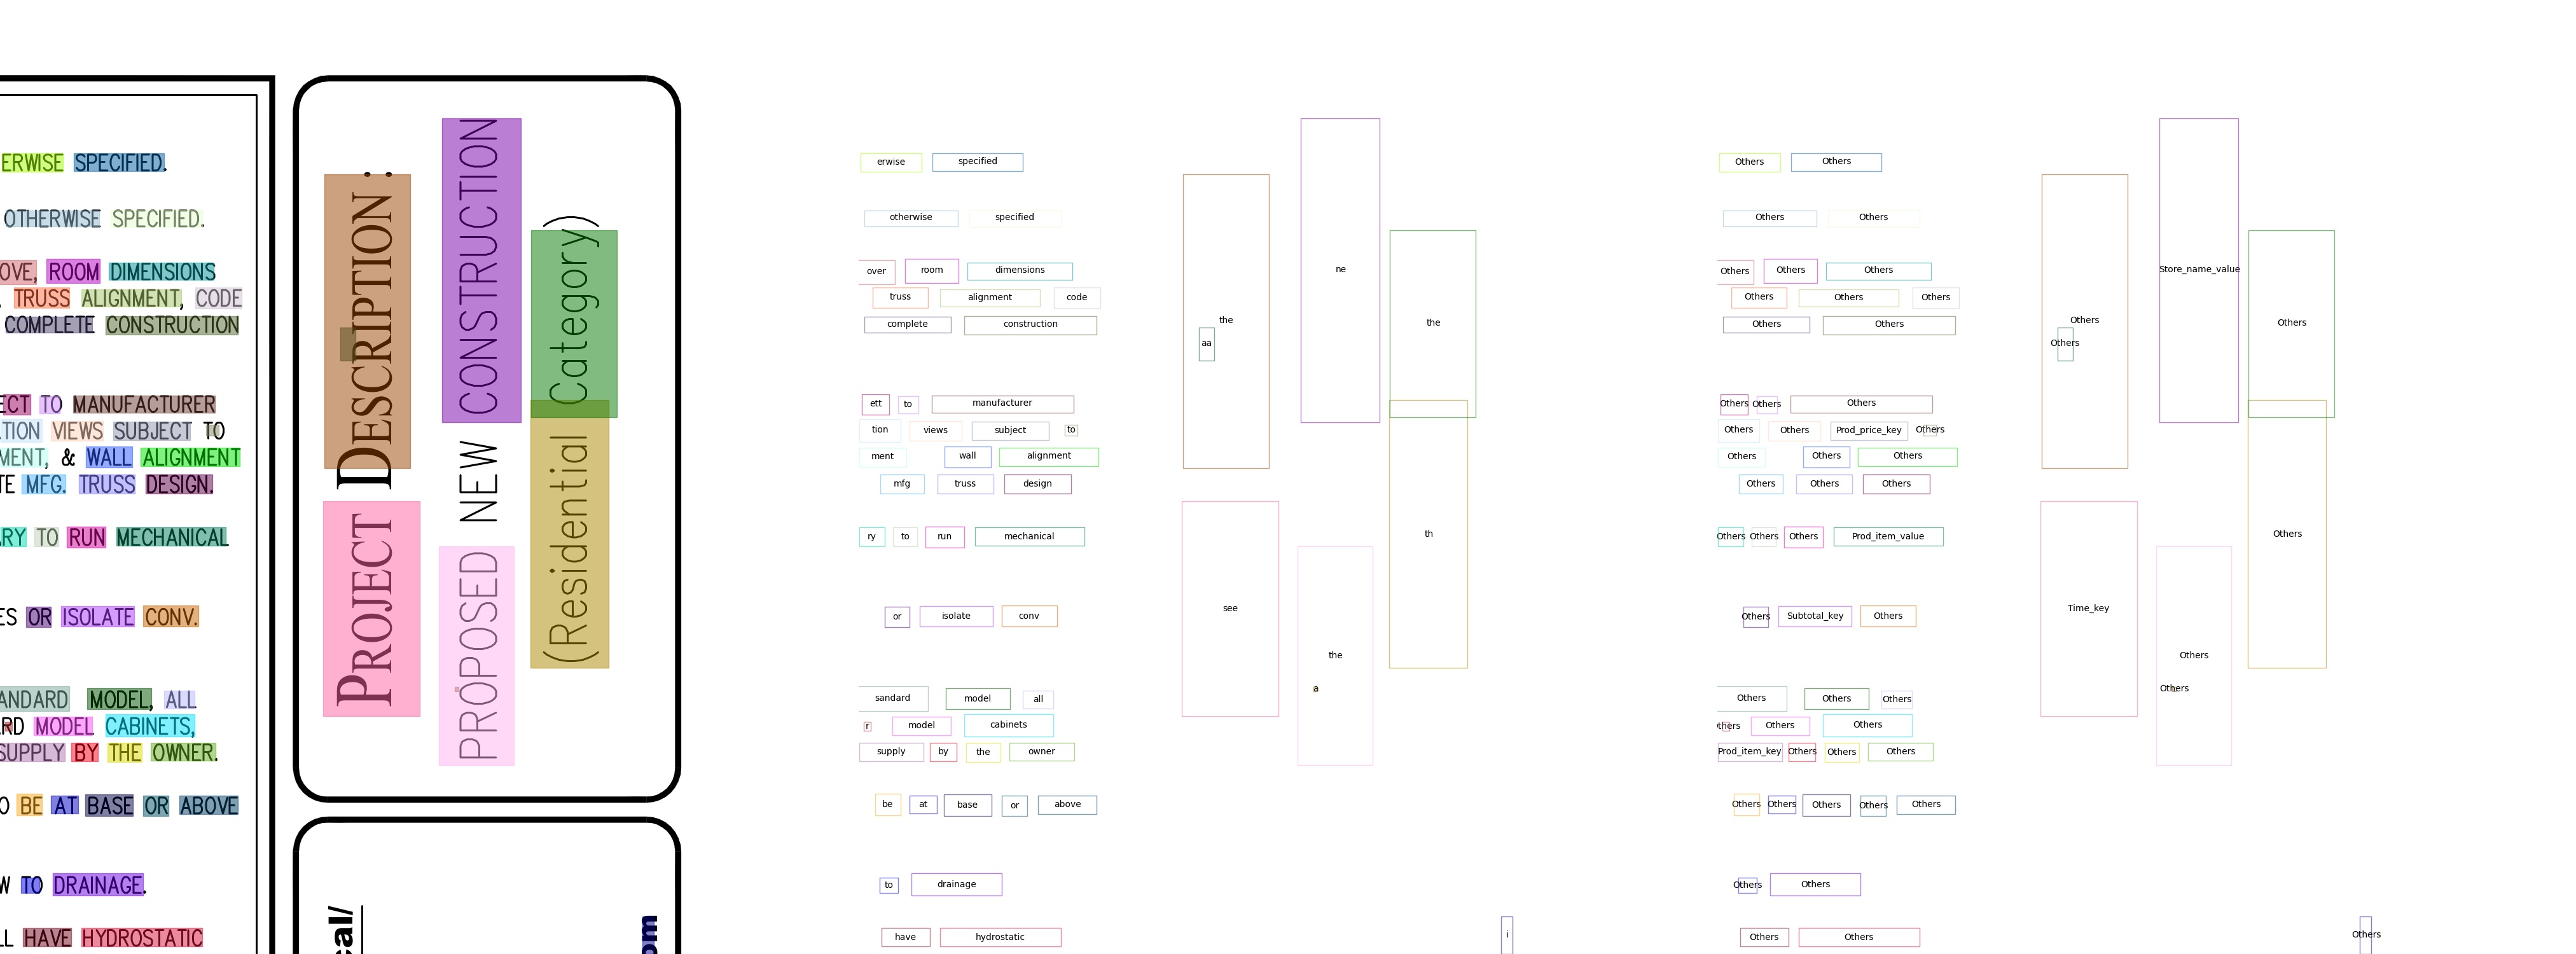 ERWISE SPECIFIED.
OTHERWISE SPECIFIED.
OVE, ROOM DIMENSIONS
, TRUSS ALIGNMENT, CODE
COMPLETE CONSTRUCTION
ECT TO MANUFACTURER
TION VIEWS SUBJECT TO
MENT, & WALL ALIGNMENT
TE MFG. TRUSS DESIGN.
ARY TO RUN MECHANICAL
ES OR ISOLATE CONV.
ANDARD MODEL, ALL
RD MODEL CABINETS,
SUPPLY BY THE OWNER.
O BE AT BASE OR ABOVE
W TO DRAINAGE.
LL HAVE HYDROSTATIC
PROJECT DESCRIPTION :
PROPOSED NEW CONSTRUCTION
(Residential Category)
cal/
om
erwise specified
otherwise specified
over room dimensions
truss alignment code
complete construction
ett to manufacturer
tion views subject to
ment wall alignment
mfg truss design
ry to run mechanical
or isolate conv
sandard model all
r model cabinets
supply by the owner
be at base or above
to drainage
have hydrostatic
the
aa
see
ne
the
a
the
th
i
Others Others
Others Others
Others Others Others
Others Others Others
Others Others
Others Others Others
Others Others Prod_price_key Others
Others Others Others
Others Others Others
Others Others Others Prod_item_value
Others Subtotal_key Others
Others Others Others
Others Others Others
Prod_item_key Others Others Others
Others Others Others Others Others
Others Others
Others Others
Others
Others
Time_key
Store_name_value
Others
Others
Others
Others
Others